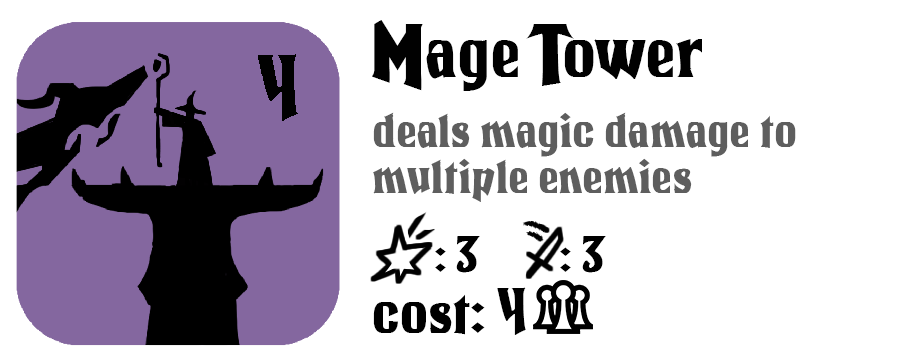 4
Mage Tower
deals magic damage to
multiple enemies
: 3 : 3
cost: 4